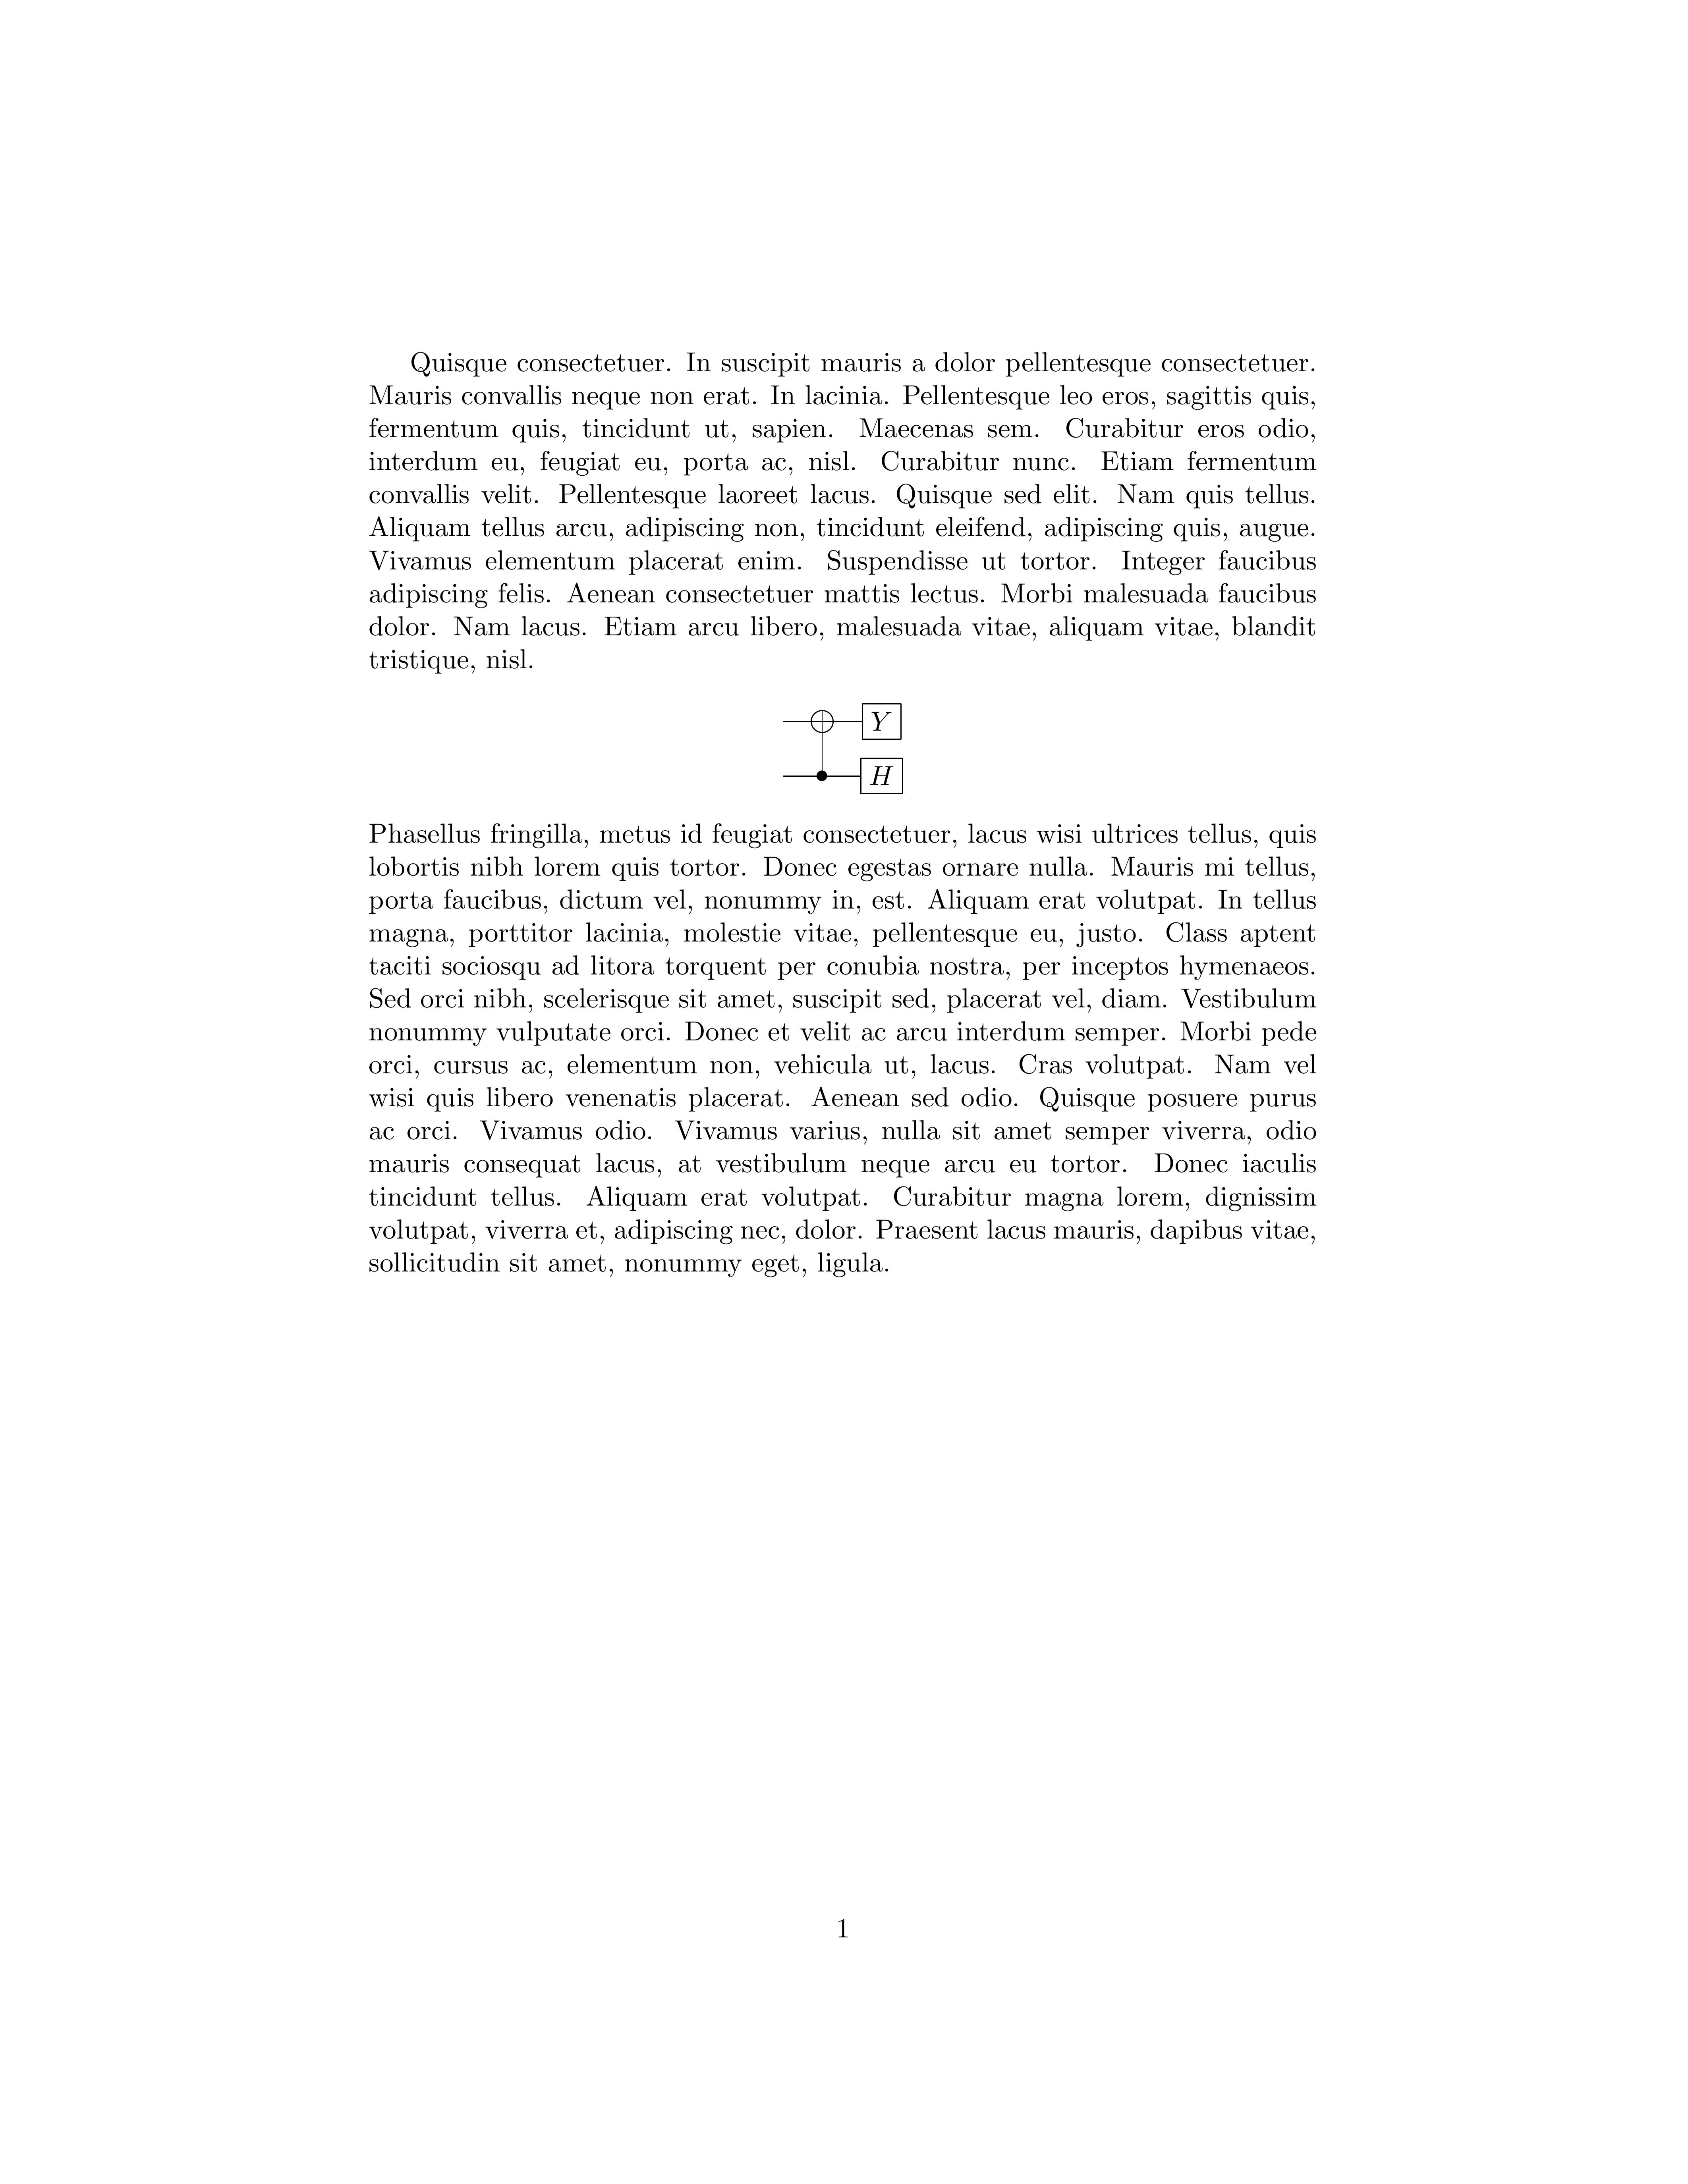 Quisque consectetuer. In suscipit mauris a dolor pellentesque consectetuer.
Mauris convallis neque non erat. In lacinia. Pellentesque leo eros, sagittis quis,
fermentum quis, tincidunt ut, sapien. Maecenas sem. Curabitur eros odio,
interdum eu, feugiat eu, porta ac, nisl. Curabitur nunc. Etiam fermentum
convallis velit. Pellentesque laoreet lacus. Quisque sed elit. Nam quis tellus.
Aliquam tellus arcu, adipiscing non, tincidunt eleifend, adipiscing quis, augue.
Vivamus elementum placerat enim. Suspendisse ut tortor. Integer faucibus
adipiscing felis. Aenean consectetuer mattis lectus. Morbi malesuada faucibus
dolor. Nam lacus. Etiam arcu libero, malesuada vitae, aliquam vitae, blandit
tristique, nisl.
Y
H
Phasellus fringilla, metus id feugiat consectetuer, lacus wisi ultrices tellus, quis
lobortis nibh lorem quis tortor. Donec egestas ornare nulla. Mauris mi tellus,
porta faucibus, dictum vel, nonummy in, est. Aliquam erat volutpat. In tellus
magna, porttitor lacinia, molestie vitae, pellentesque eu, justo. Class aptent
taciti sociosqu ad litora torquent per conubia nostra, per inceptos hymenaeos.
Sed orci nibh, scelerisque sit amet, suscipit sed, placerat vel, diam. Vestibulum
nonummy vulputate orci. Donec et velit ac arcu interdum semper. Morbi pede
orci, cursus ac, elementum non, vehicula ut, lacus. Cras volutpat. Nam vel
wisi quis libero venenatis placerat. Aenean sed odio. Quisque posuere purus
ac orci. Vivamus odio. Vivamus varius, nulla sit amet semper viverra, odio
mauris consequat lacus, at vestibulum neque arcu eu tortor. Donec iaculis
tincidunt tellus. Aliquam erat volutpat. Curabitur magna lorem, dignissim
volutpat, viverra et, adipiscing nec, dolor. Praesent lacus mauris, dapibus vitae,
sollicitudin sit amet, nonummy eget, ligula.
1